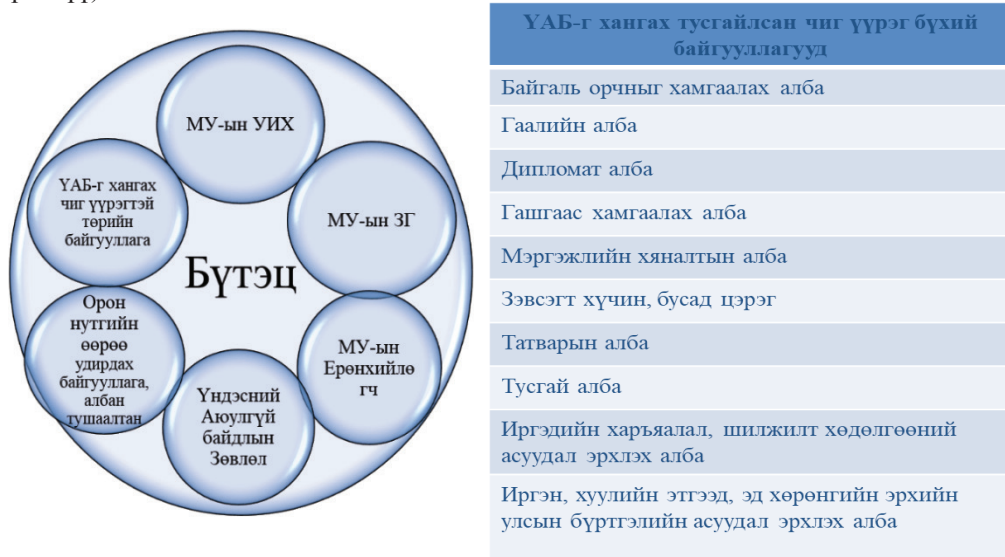 МУ-ын УИХ
ҮАБ-г хангах
чиг үүрэгтэй
төрийн
байгууллага
МУ-ын ЗГ
Бүтэц
Орон
нутгийн
өөрөө
удирдах
байгууллага,
албан
тушаалтан
Үндэсний
Аюулгүй
байдлын
Зөвлөл
МУ-ын
Ерөнхийлө
гч
ҮАБ-г хангах тусгайлсан чиг үүрэг бүхий
байгууллагууд
Байгаль орчныг хамгаалах алба
Гаалийн алба
Дипломат алба
Гашгаас хамгаалах алба
Мэргэжлийн хяналтын алба
Зэвсэгт хүчин, бусад цэрэг
Татварын алба
Тусгай алба
Иргэдийн харъяалал, шилжилт хөдөлгөөний
асуудал эрхлэх алба
Иргэн, хуулийн этгээд, эд хөрөнгийн эрхийн
улсын бүртгэлийн асуудал эрхлэх алба